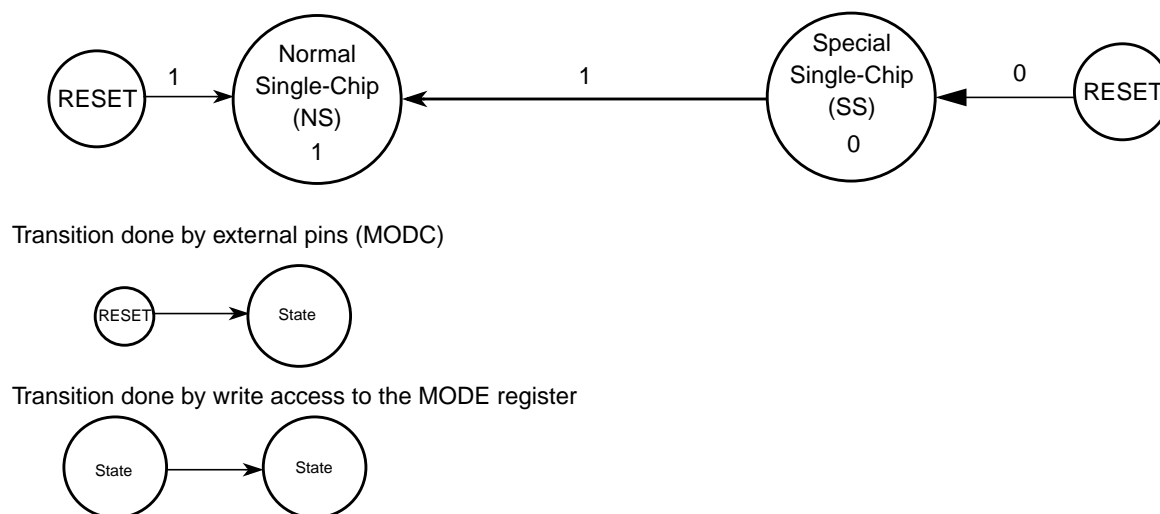 RESET
1
Normal
Single-Chip
(NS)
1
1
Special
Single-Chip
(SS)
0
0
RESET
Transition done by external pins (MODC)
RESET
State
Transition done by write access to the MODE register
State
State